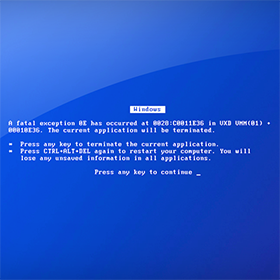 Windows
A fatal exception 0E has occurred at 0028:C0011E36 in VXD VMM(01) +
00010E36. The current application will be terminated.
* Press any key to terminate the current application.
* Press CTRL+ALT+DEL again to restart your computer. You will
lose any unsaved information in all applications.
Press any key to continue _